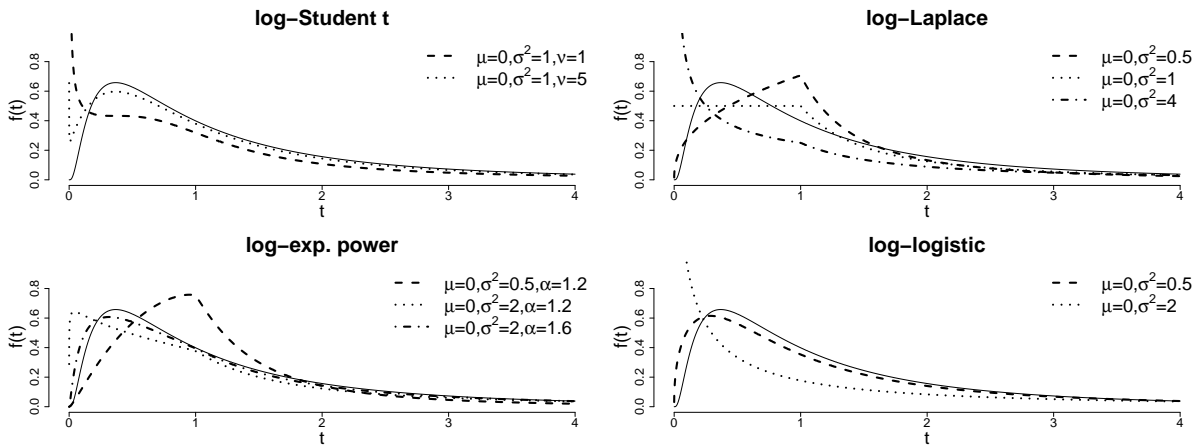 log−Student t
μ=0,σ²=1,ν=1
μ=0,σ²=1,ν=5
f(t)
0.0 0.2 0.4 0.6 0.8
0 1 2 3 4
t
log−Laplace
μ=0,σ²=0.5
μ=0,σ²=1
μ=0,σ²=4
f(t)
0.0 0.2 0.4 0.6 0.8
0 1 2 3 4
t
log−exp. power
μ=0,σ²=0.5,α=1.2
μ=0,σ²=2,α=1.2
μ=0,σ²=2,α=1.6
f(t)
0.0 0.2 0.4 0.6 0.8
0 1 2 3 4
t
log−logistic
μ=0,σ²=0.5
μ=0,σ²=2
f(t)
0.0 0.2 0.4 0.6 0.8
0 1 2 3 4
t